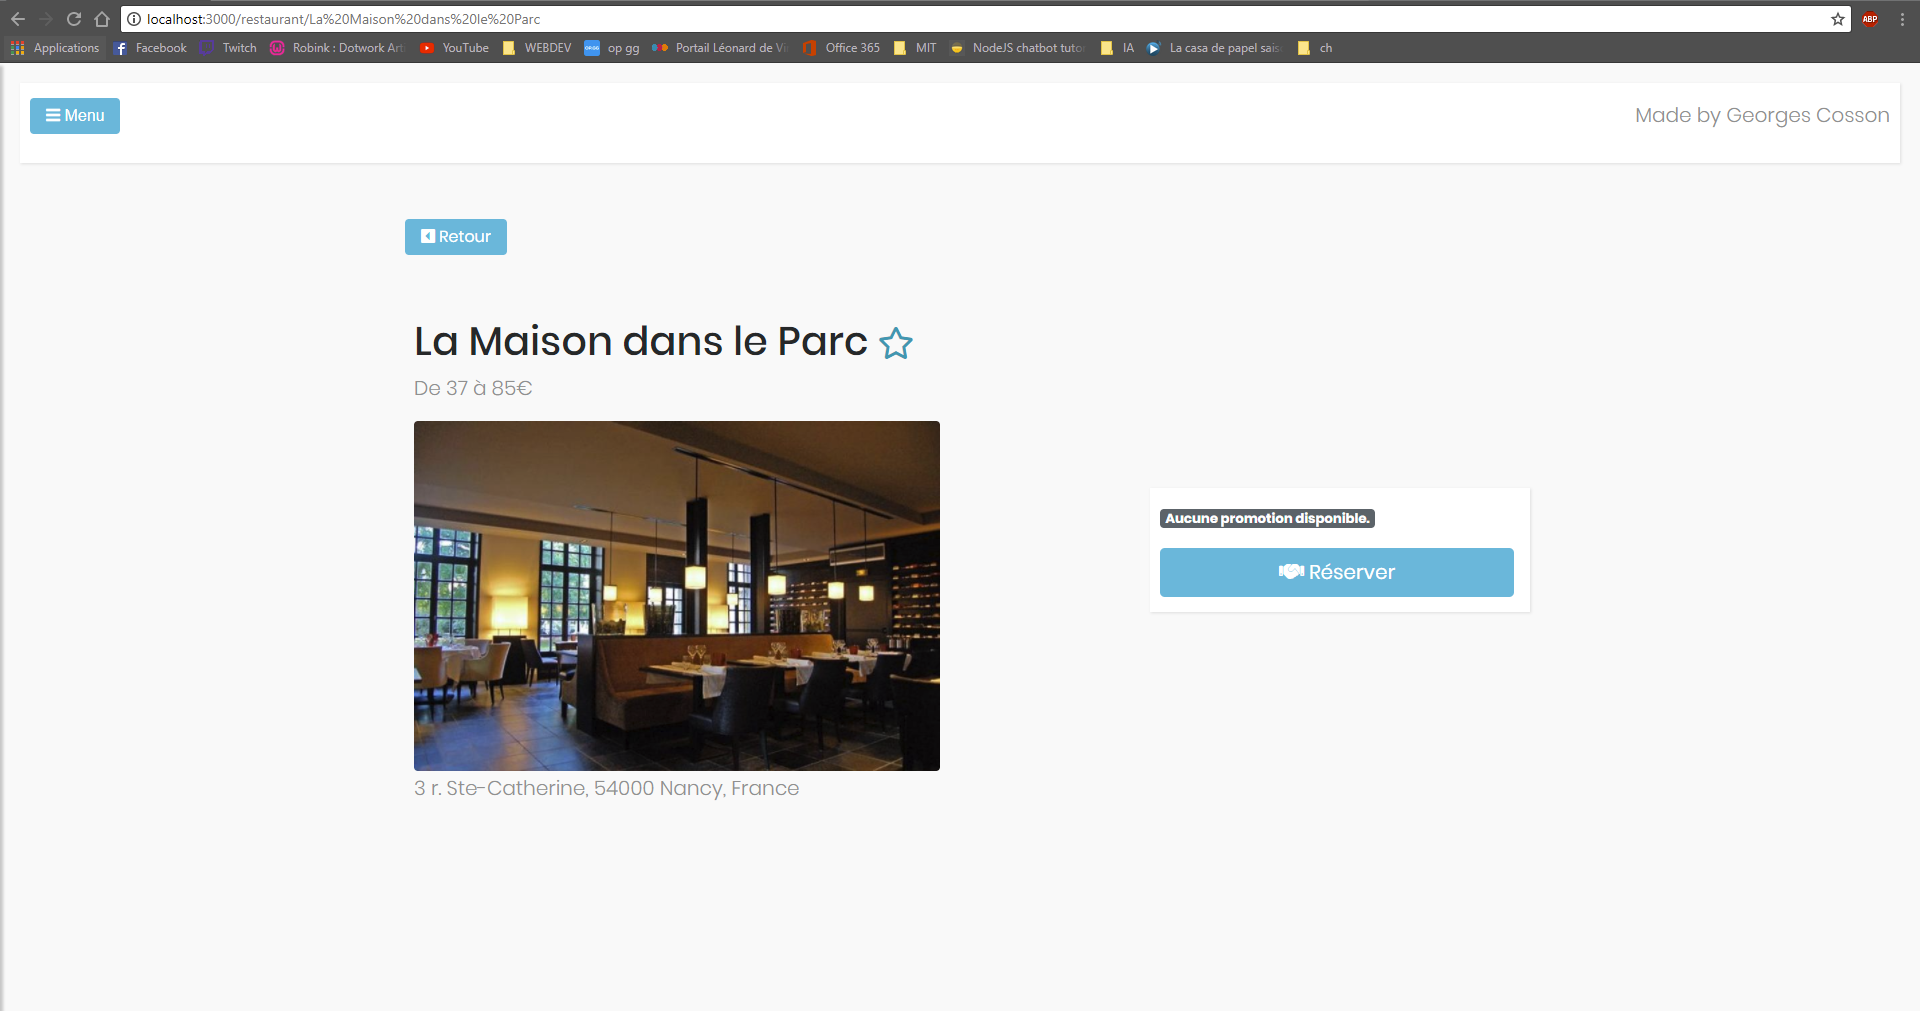 localhost:3000/restaurant/La%20Maison%20dans%20le%20Parc
ABP
Applications Facebook Twitch Robink : Dotwork Art YouTube WEBDEV op gg Portail Léonard de Vi Office 365 MIT NodeJS chatbot tuto IA La casa de papel sais ch
Menu
Made by Georges Cosson
Retour
La Maison dans le Parc
De 37 à 85€
Aucune promotion disponible.
Réserver
3 r. Ste-Catherine, 54000 Nancy, France